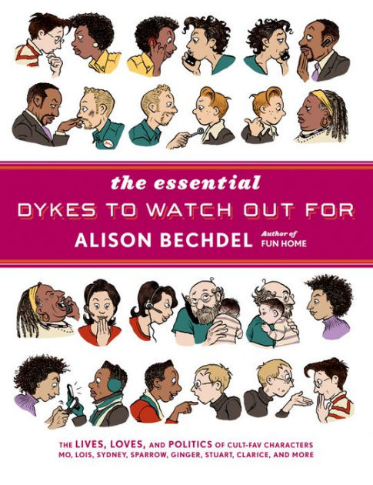 the essential
DYKES TO WATCH OUT FOR
ALISON BECHDEL Author of
FUN HOME
THE LIVES, LOVES, AND POLITICS OF CULT-FAV CHARACTERS
MO, LOIS, SYDNEY, SPARROW, GINGER, STUART, CLARICE, AND MORE